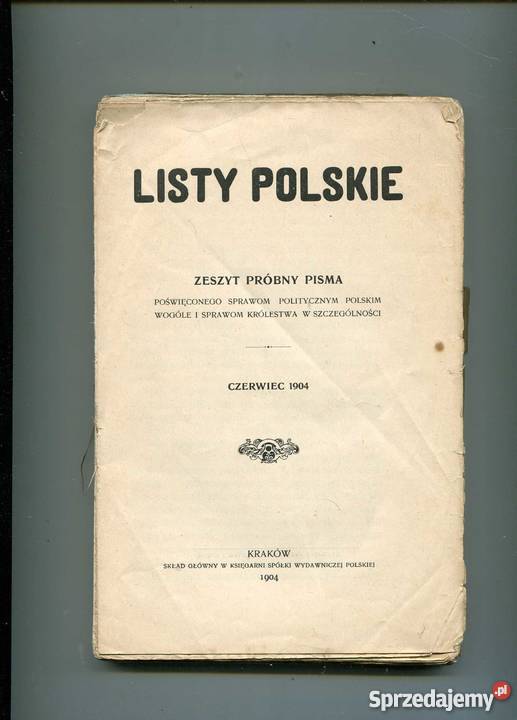 LISTY POLSKIE
ZESZYT PRÓBNY PISMA
POŚWIĘCONEGO SPRAWOM POLITYCZNYM POLSKIM
WOGÓLE I SPRAWOM KRÓLESTWA W SZCZEGÓLNOŚCI
CZERWIEC 1904
KRAKÓW
SKŁAD GŁÓWNY W KSIĘGARNI SPÓŁKI WYDAWNICZEJ POLSKIEJ
1904
Sprzedajemy.pl